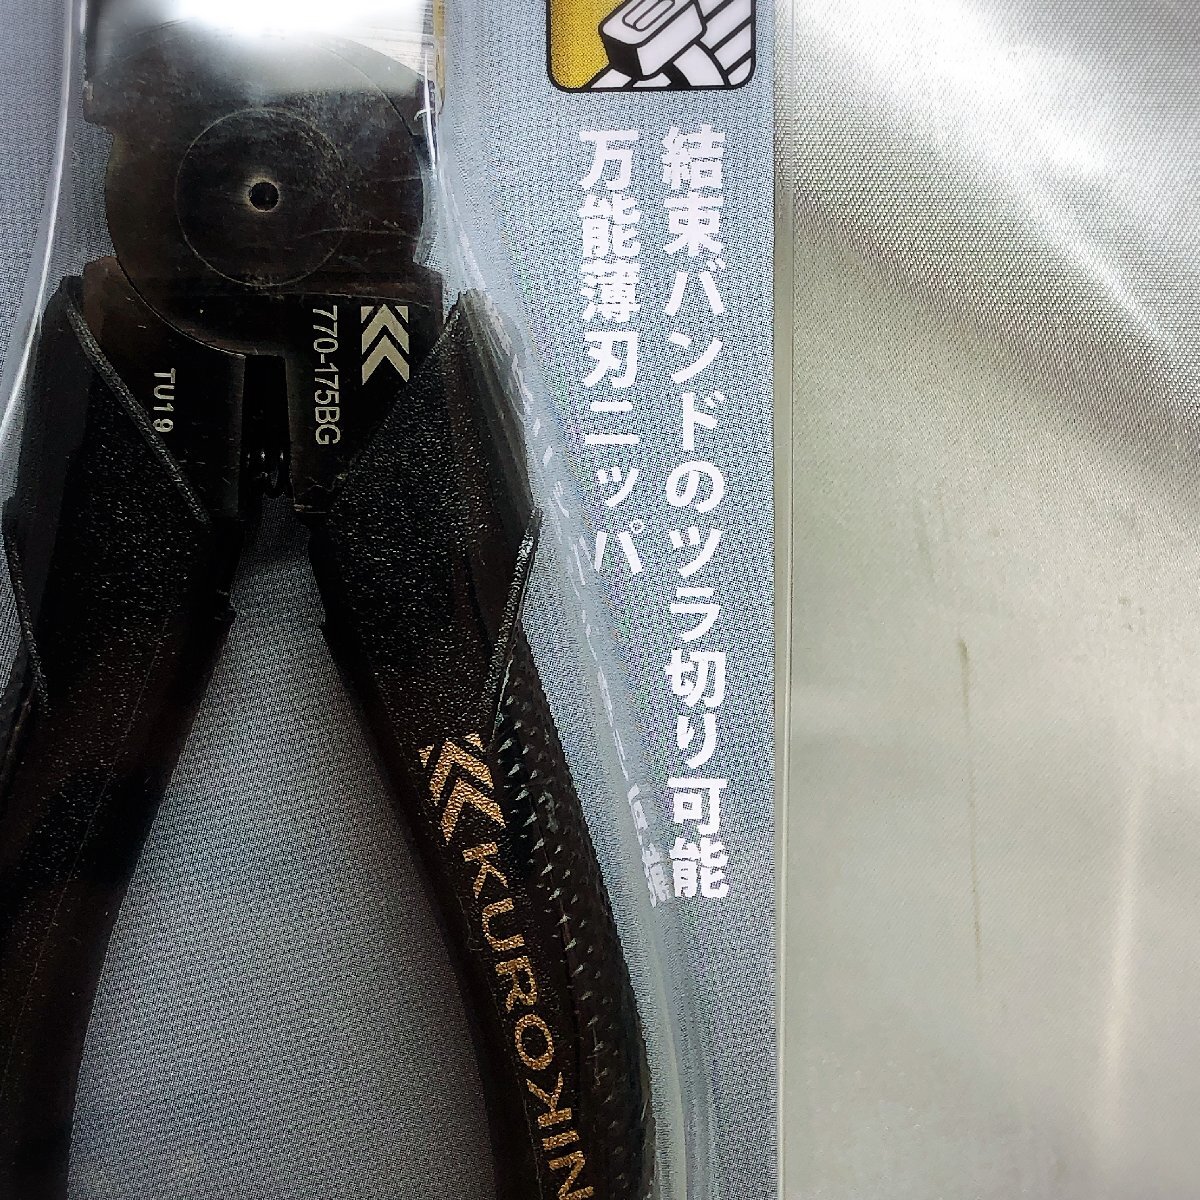 結束バンドのツラ切り可能
万能薄刃ニッパ
770-175BG
TU19
KUROKIN